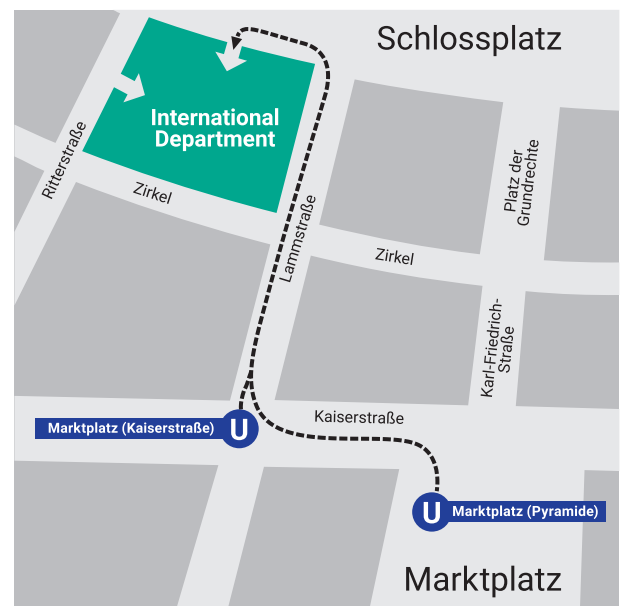 Schlossplatz
International
Department
Ritterstraße
Zirkel
Lammstraße
Platz der
Grundrechte
Zirkel
Karl-Friedrich-
Straße
Kaiserstraße
Marktplatz (Kaiserstraße)
U
U
Marktplatz (Pyramide)
Marktplatz